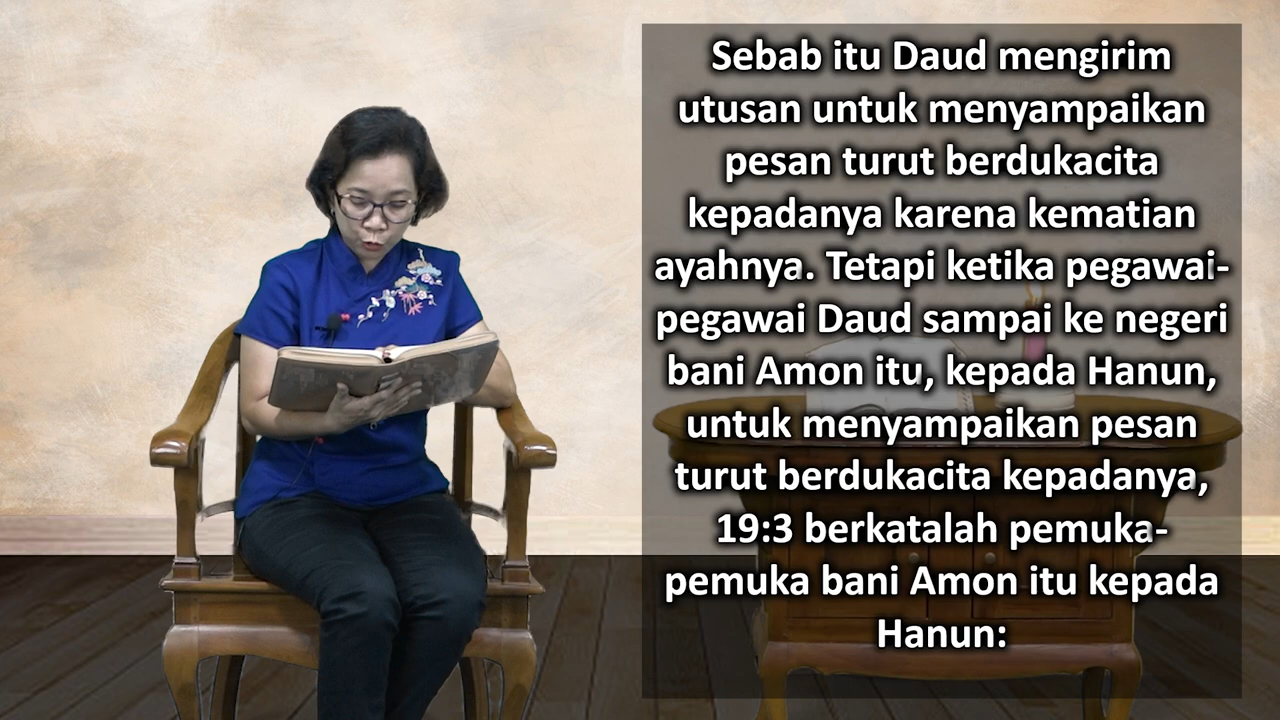 Sebab itu Daud mengirim
utusan untuk menyampaikan
pesan turut berdukacita
kepadanya karena kematian
ayahnya. Tetapi ketika pegawai-
pegawai Daud sampai ke negeri
bani Amon itu, kepada Hanun,
untuk menyampaikan pesan
turut berdukacita kepadanya,
19:3 berkatalah pemuka-
pemuka bani Amon itu kepada
Hanun: